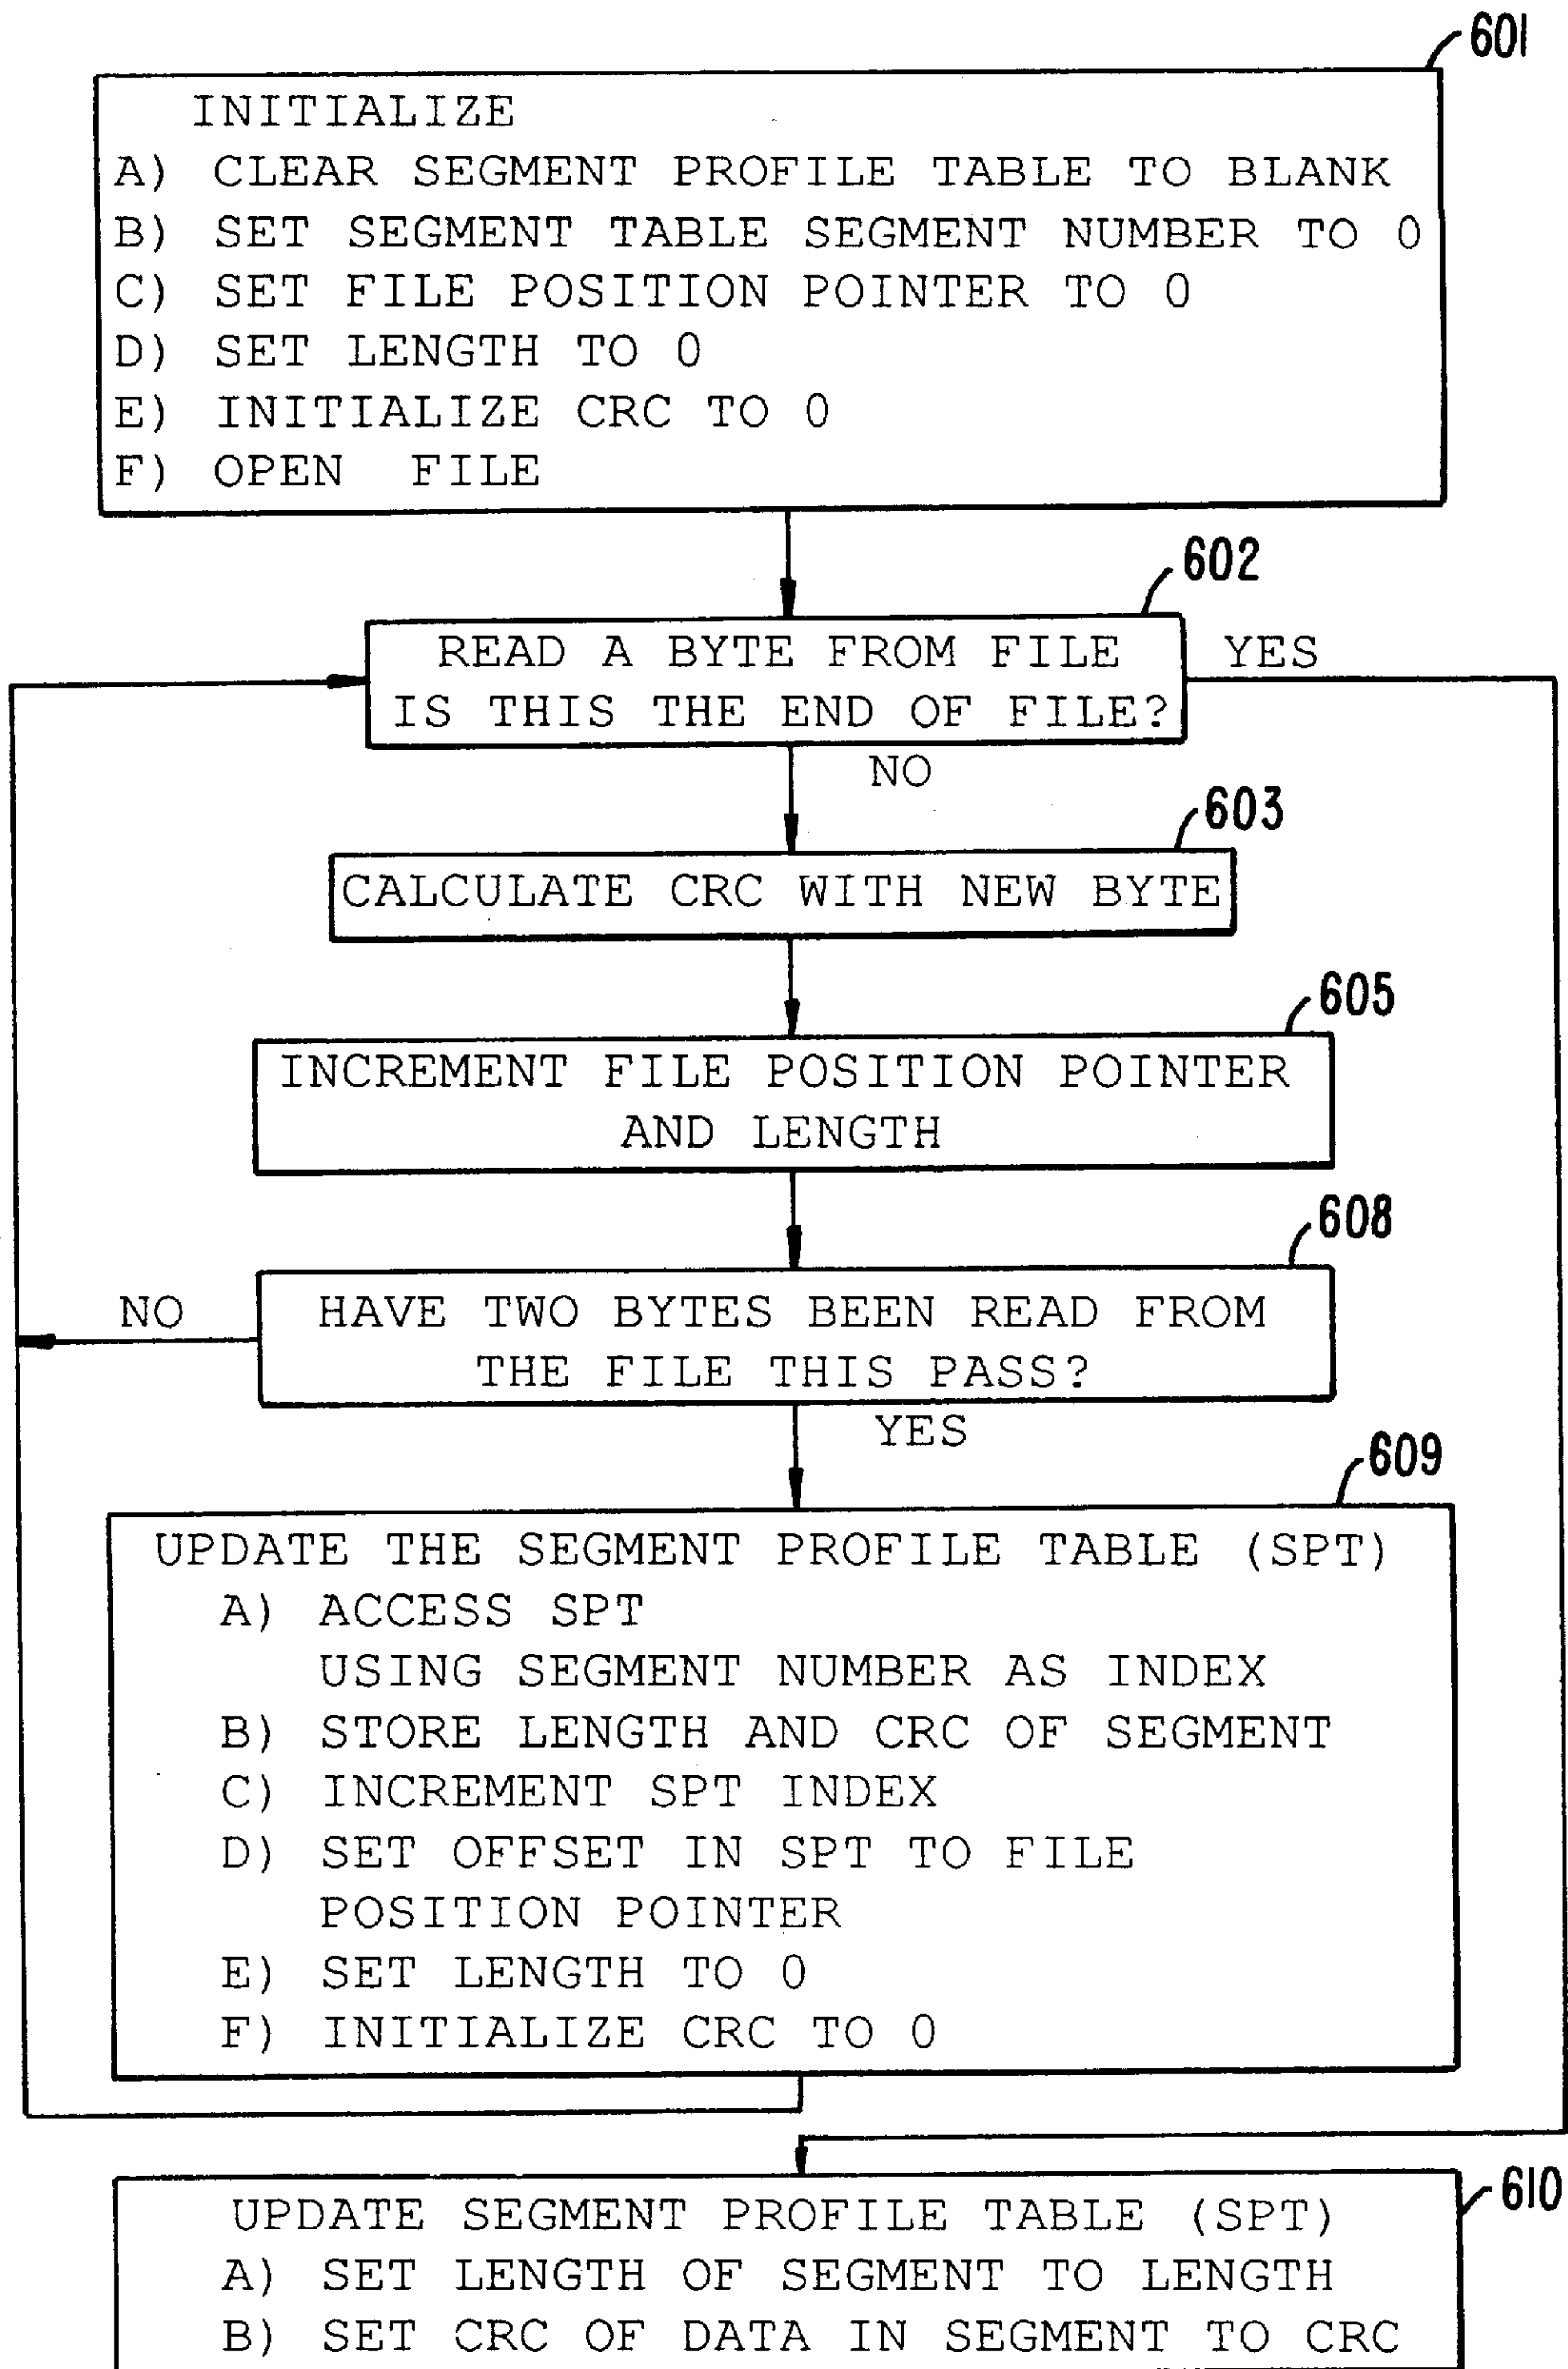 601
INITIALIZE
A) CLEAR SEGMENT PROFILE TABLE TO BLANK
B) SET SEGMENT TABLE SEGMENT NUMBER TO 0
C) SET FILE POSITION POINTER TO 0
D) SET LENGTH TO 0
E) INITIALIZE CRC TO 0
F) OPEN FILE
602
READ A BYTE FROM FILE
IS THIS THE END OF FILE?
YES
NO
603
CALCULATE CRC WITH NEW BYTE
605
INCREMENT FILE POSITION POINTER
AND LENGTH
608
HAVE TWO BYTES BEEN READ FROM
THE FILE THIS PASS?
NO
YES
609
UPDATE THE SEGMENT PROFILE TABLE (SPT)
A) ACCESS SPT
USING SEGMENT NUMBER AS INDEX
B) STORE LENGTH AND CRC OF SEGMENT
C) INCREMENT SPT INDEX
D) SET OFFSET IN SPT TO FILE
POSITION POINTER
E) SET LENGTH TO 0
F) INITIALIZE CRC TO 0
610
UPDATE SEGMENT PROFILE TABLE (SPT)
A) SET LENGTH OF SEGMENT TO LENGTH
B) SET CRC OF DATA IN SEGMENT TO CRC